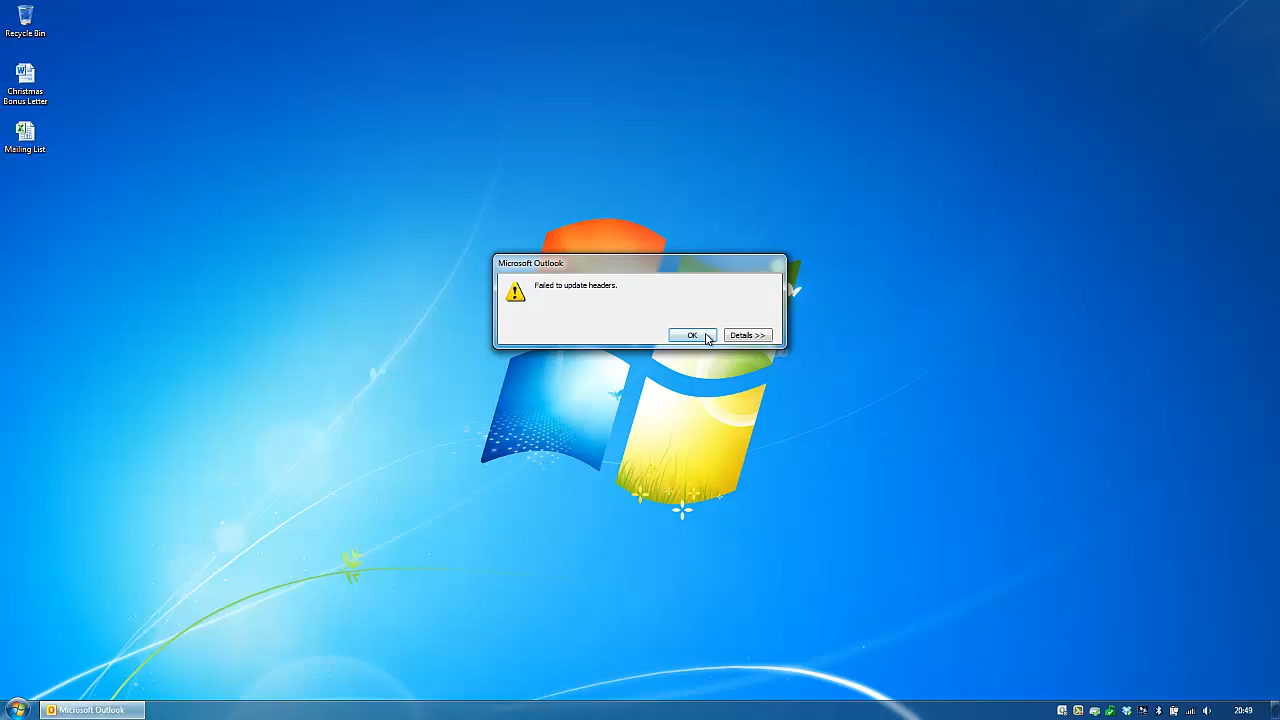 Recycle Bin
Christmas
Bonus Letter
Mailing List
Microsoft Outlook
Failed to update headers.
OK
Details >>
Microsoft Outlook
20:49